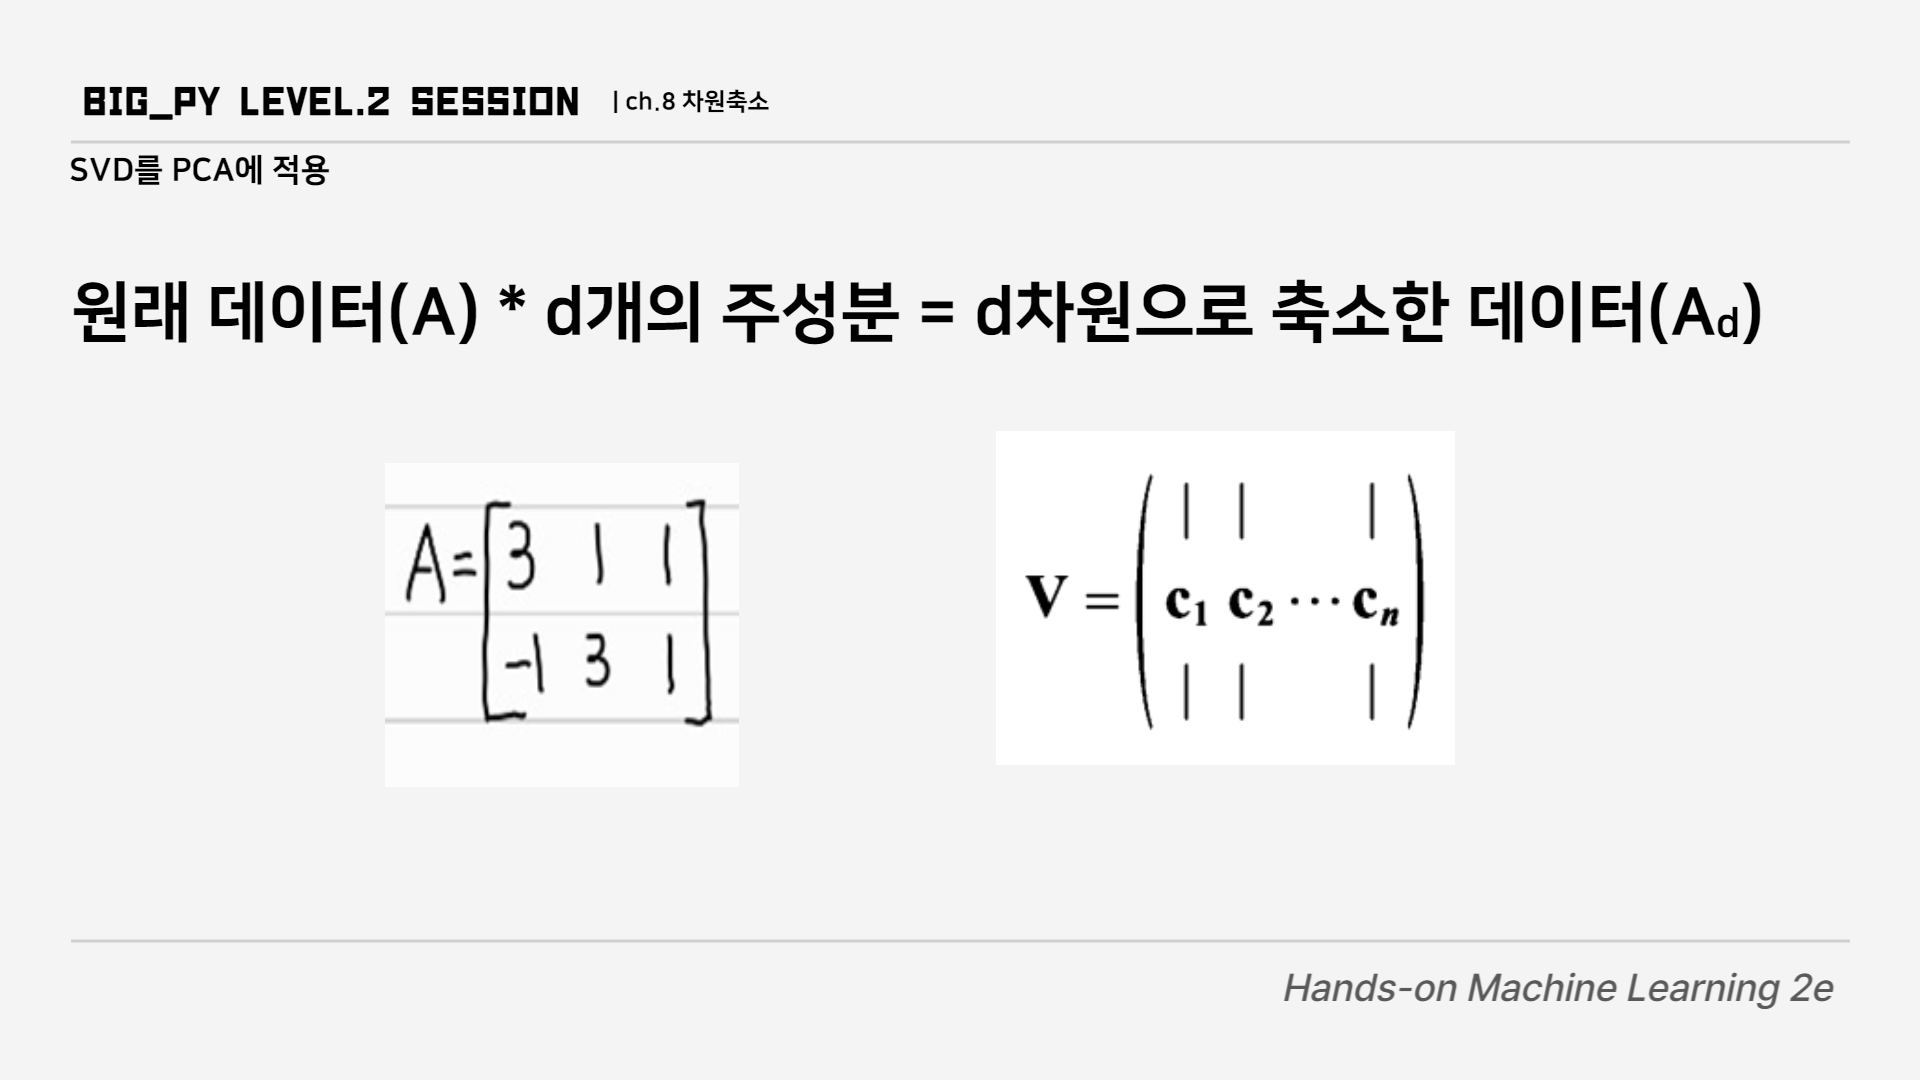 BIG_PY LEVEL.2 SESSION | ch.8 차원축소
SVD를 PCA에 적용
원래 데이터(A) * d개의 주성분 = d차원으로 축소한 데이터(Ad)
A= [3 1 1
-1 3 1]
V = ( | | |
c1 c2 ⋯ cn
| | | )
Hands-on Machine Learning 2e